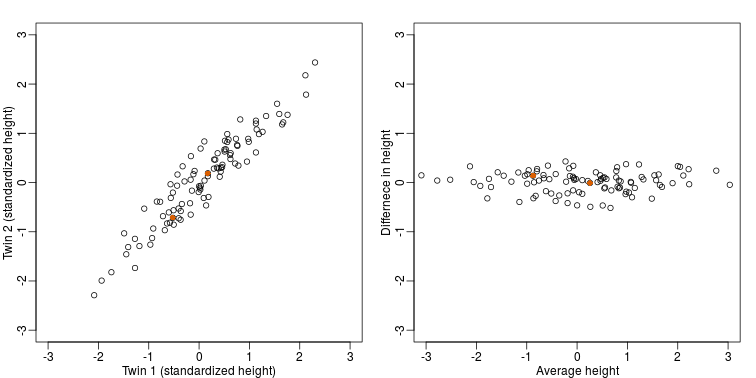 3
2
1
0
-1
-2
-3
-3 -2 -1 0 1 2 3
Twin 1 (standardized height)
Twin 2 (standardized height)
3
2
1
0
-1
-2
-3
-3 -2 -1 0 1 2 3
Average height
Differnece in height